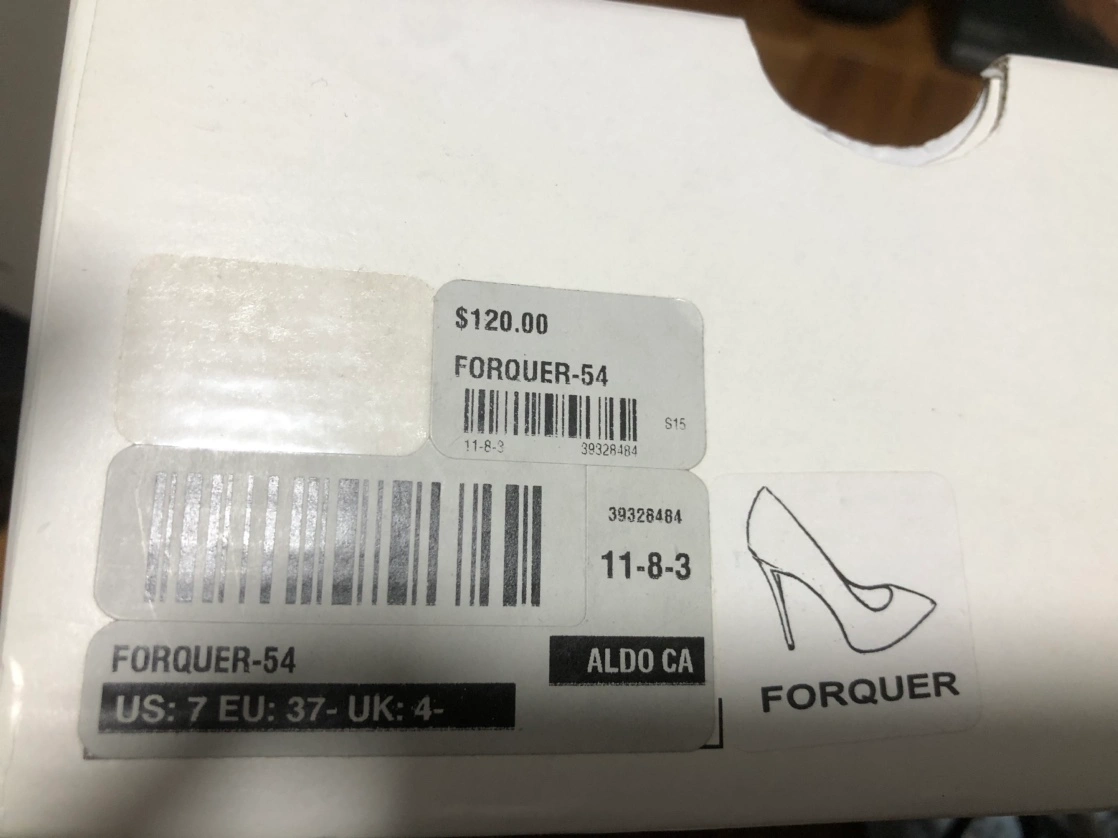 $120.00
FORQUER-54
S15
11-8-3 39328484
39328484
11-8-3
FORQUER-54
ALDO CA
US: 7 EU: 37- UK: 4-
FORQUER